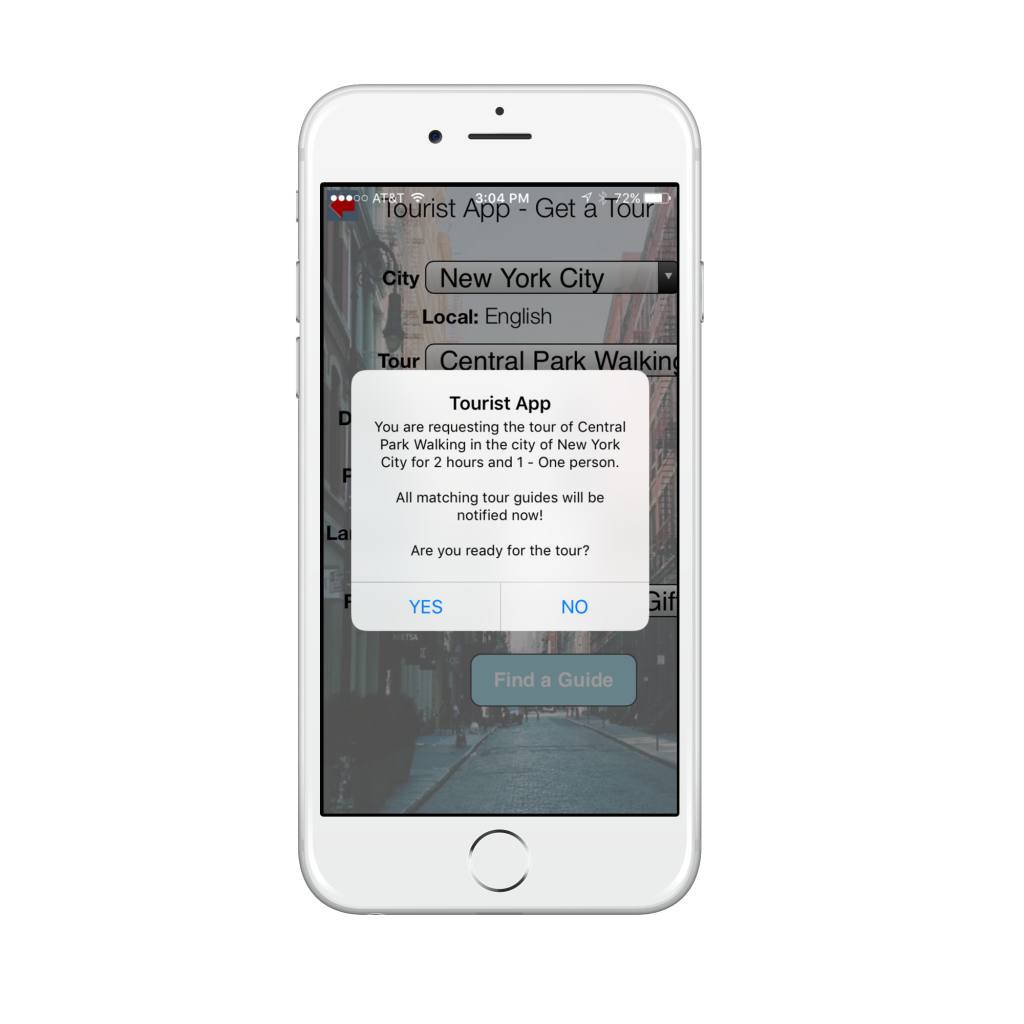 AT&T 3:04 PM 72%
Tourist App - Get a Tour
City New York City
Local: English
Tour Central Park Walking
D
F
La
F Gif
Tourist App
You are requesting the tour of Central
Park Walking in the city of New York
City for 2 hours and 1 - One person.
All matching tour guides will be
notified now!
Are you ready for the tour?
YES NO
Find a Guide